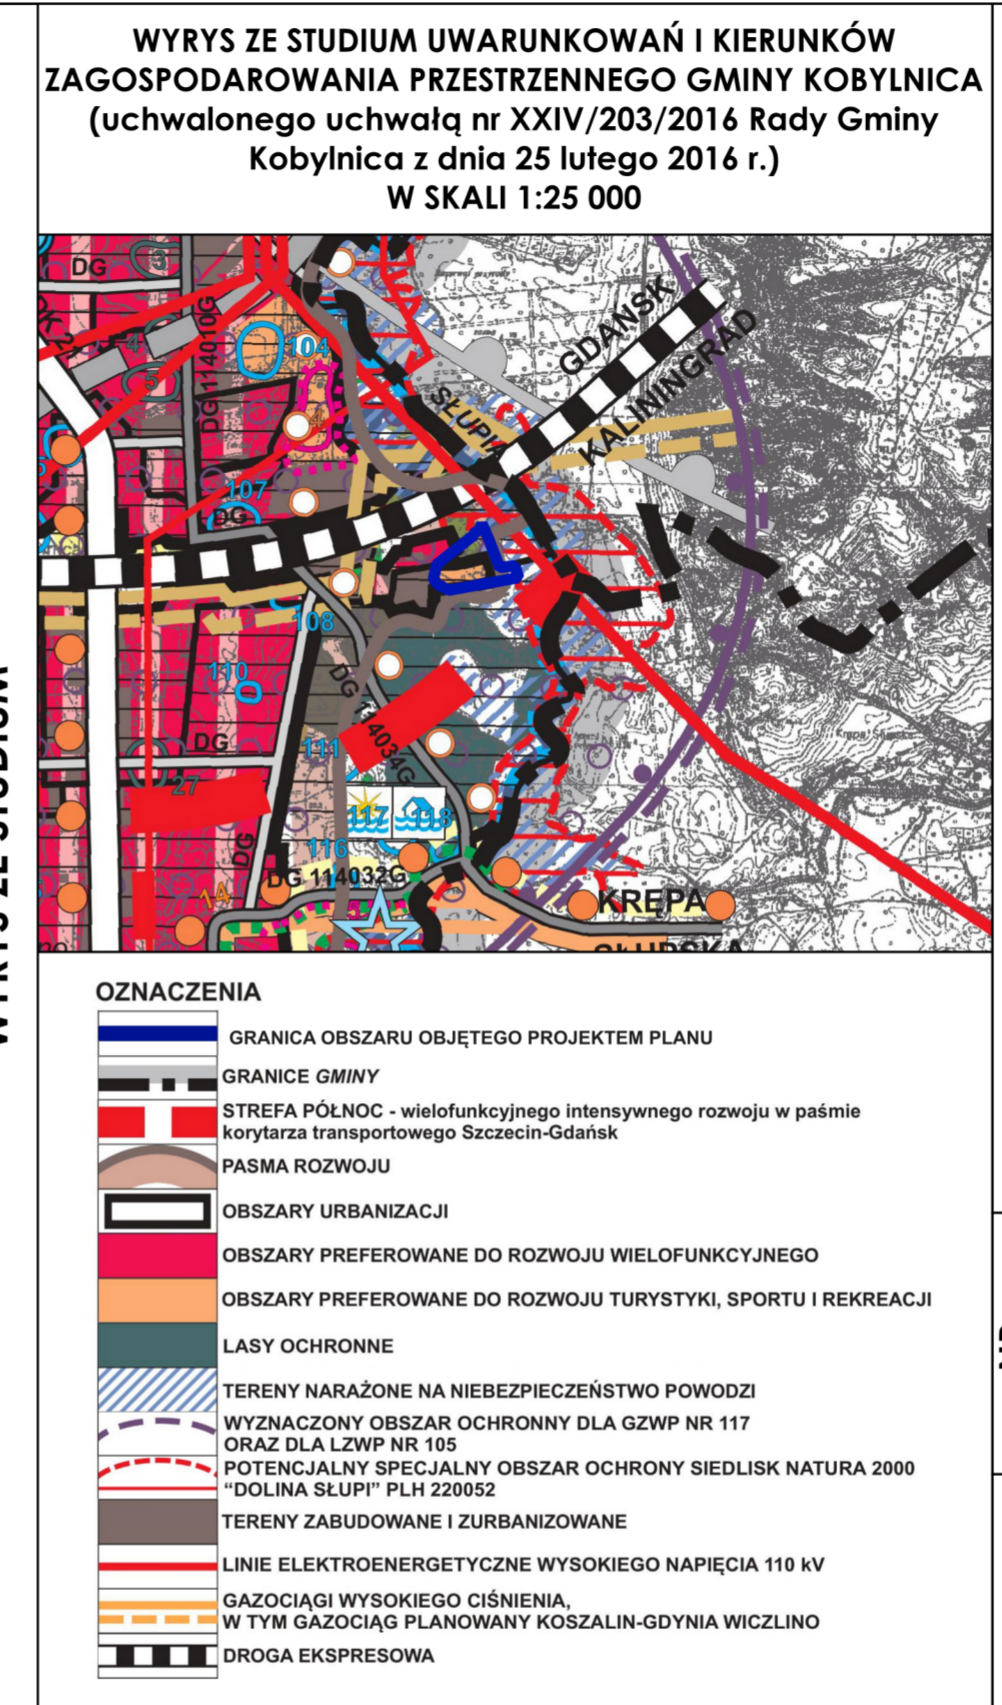 WYRYS ZE STUDIUM UWARUNKOWAŃ I KIERUNKÓW
ZAGOSPODAROWANIA PRZESTRZENNEGO GMINY KOBYLNICA
(uchwalonego uchwałą nr XXIV/203/2016 Rady Gminy
Kobylnica z dnia 25 lutego 2016 r.)
W SKALI 1:25 000
DG
3
4
5
DG 114010G
104
GDAŃSK
KALININGRAD
SŁUPIA
107
DG
108
110
DG
DG 114034G
111
27
117
118
116
DG
DG 114032G
14
KRĘPA
SŁUPSKA
OZNACZENIA
GRANICA OBSZARU OBJĘTEGO PROJEKTEM PLANU
GRANICE GMINY
STREFA PÓŁNOC - wielofunkcyjnego intensywnego rozwoju w paśmie
korytarza transportowego Szczecin-Gdańsk
PASMA ROZWOJU
OBSZARY URBANIZACJI
OBSZARY PREFEROWANE DO ROZWOJU WIELOFUNKCYJNEGO
OBSZARY PREFEROWANE DO ROZWOJU TURYSTYKI, SPORTU I REKREACJI
LASY OCHRONNE
TERENY NARAŻONE NA NIEBEZPIECZEŃSTWO POWODZI
WYZNACZONY OBSZAR OCHRONNY DLA GZWP NR 117
ORAZ DLA LZWP NR 105
POTENCJALNY SPECJALNY OBSZAR OCHRONY SIEDLISK NATURA 2000
“DOLINA SŁUPI” PLH 220052
TERENY ZABUDOWANE I ZURBANIZOWANE
LINIE ELEKTROENERGETYCZNE WYSOKIEGO NAPIĘCIA 110 kV
GAZOCIĄGI WYSOKIEGO CIŚNIENIA,
W TYM GAZOCIĄG PLANOWANY KOSZALIN-GDYNIA WICZLINO
DROGA EKSPRESOWA